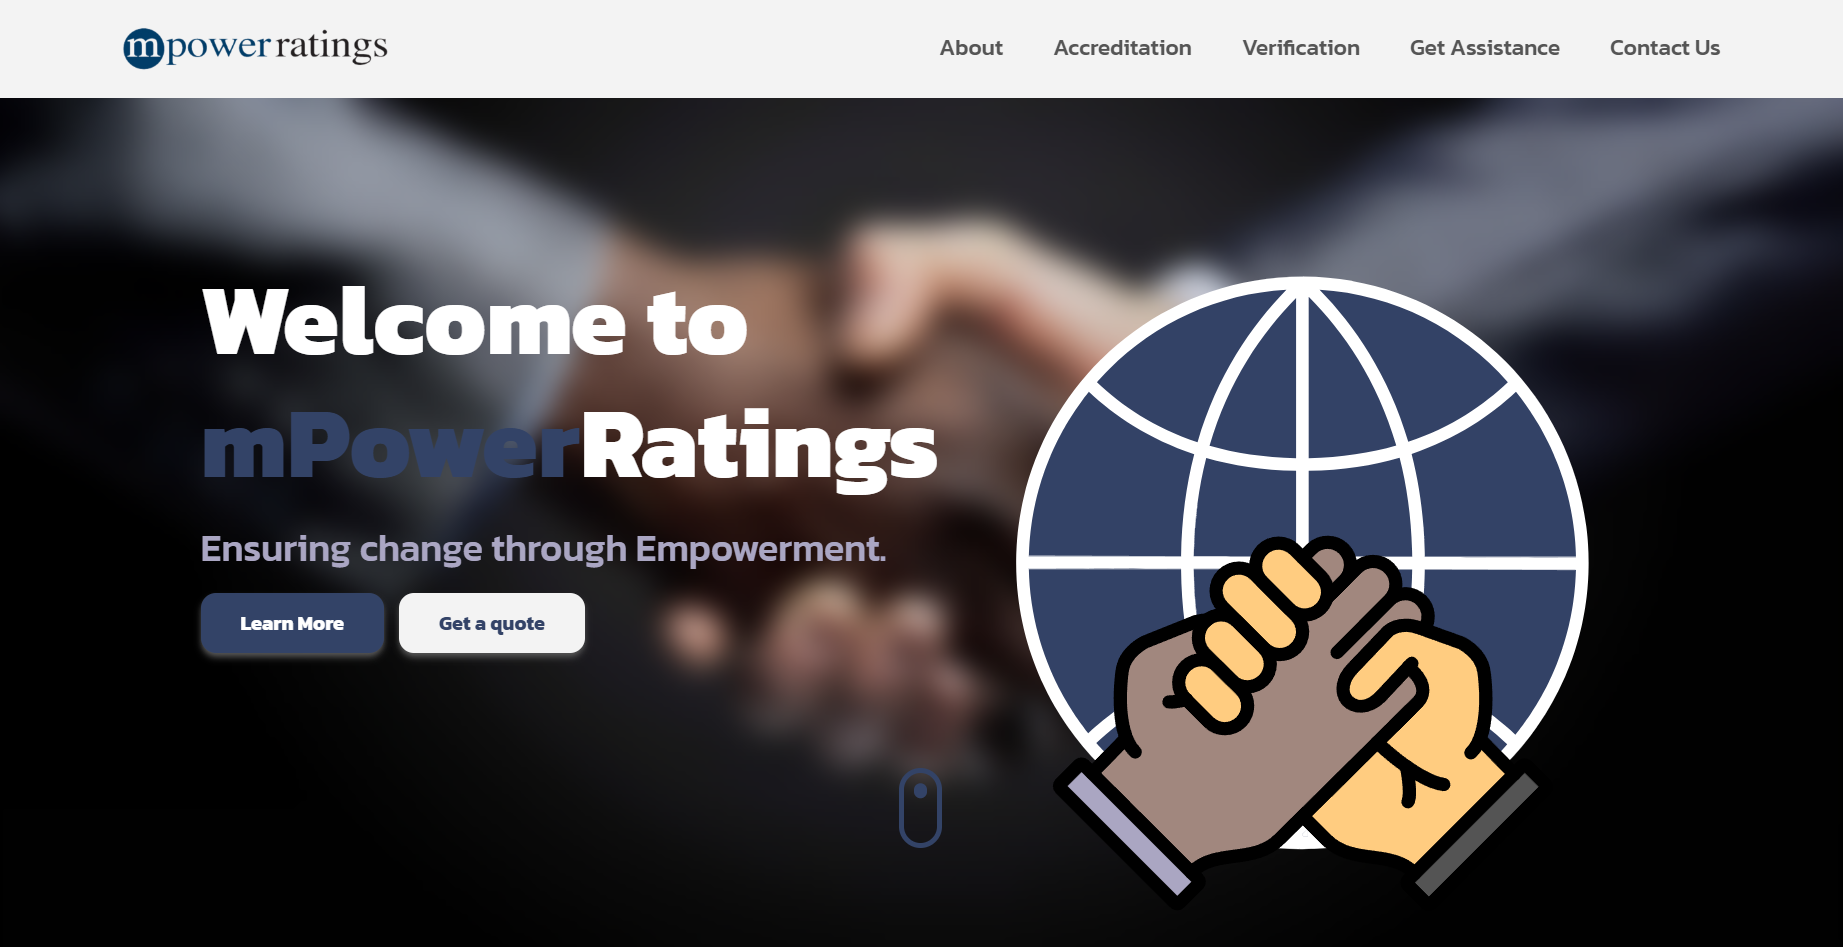 mpowerratings
About
Accreditation
Verification
Get Assistance
Contact Us
Welcome to
mPowerRatings
Ensuring change through Empowerment.
Learn More
Get a quote